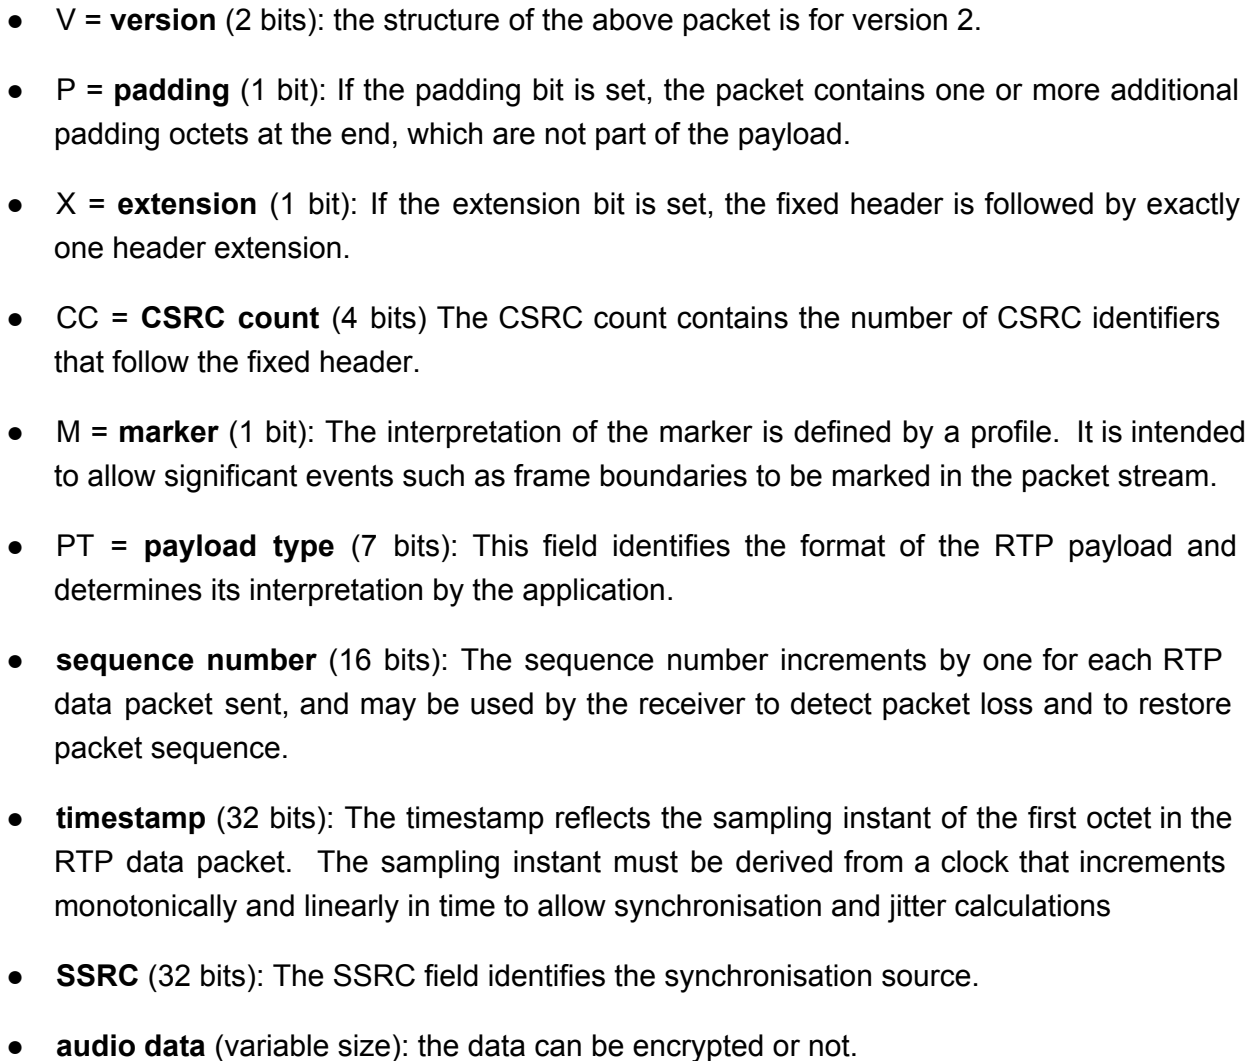 ● V = version (2 bits): the structure of the above packet is for version 2.
● P = padding (1 bit): If the padding bit is set, the packet contains one or more additional
padding octets at the end, which are not part of the payload.
● X = extension (1 bit): If the extension bit is set, the fixed header is followed by exactly
one header extension.
● CC = CSRC count (4 bits) The CSRC count contains the number of CSRC identifiers
that follow the fixed header.
● M = marker (1 bit): The interpretation of the marker is defined by a profile. It is intended
to allow significant events such as frame boundaries to be marked in the packet stream.
● PT = payload type (7 bits): This field identifies the format of the RTP payload and
determines its interpretation by the application.
● sequence number (16 bits): The sequence number increments by one for each RTP
data packet sent, and may be used by the receiver to detect packet loss and to restore
packet sequence.
● timestamp (32 bits): The timestamp reflects the sampling instant of the first octet in the
RTP data packet. The sampling instant must be derived from a clock that increments
monotonically and linearly in time to allow synchronisation and jitter calculations
● SSRC (32 bits): The SSRC field identifies the synchronisation source.
● audio data (variable size): the data can be encrypted or not.